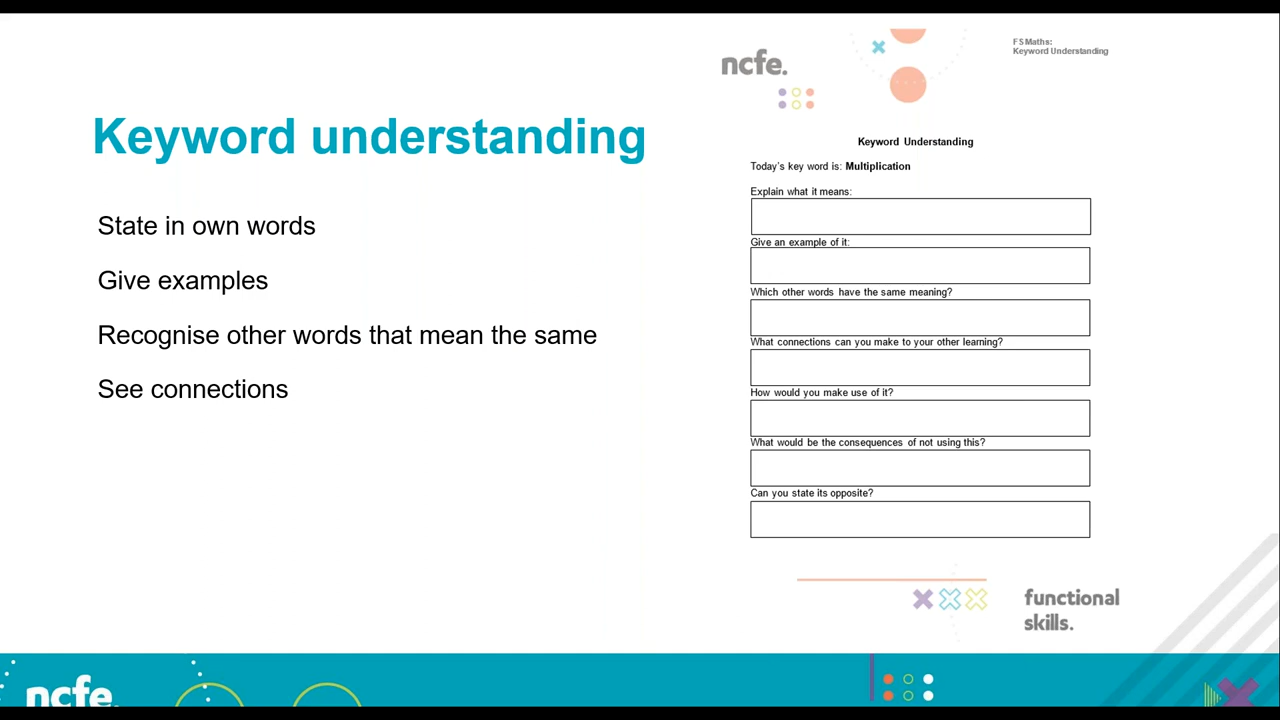 Keyword understanding
State in own words
Give examples
Recognise other words that mean the same
See connections
ncfe.
FS Maths:
Keyword Understanding
Keyword Understanding
Today's key word is: Multiplication
Explain what it means:
Give an example of it:
Which other words have the same meaning?
What connections can you make to your other learning?
How would you make use of it?
What would be the consequences of not using this?
Can you state its opposite?
functional
skills.
ncfe.